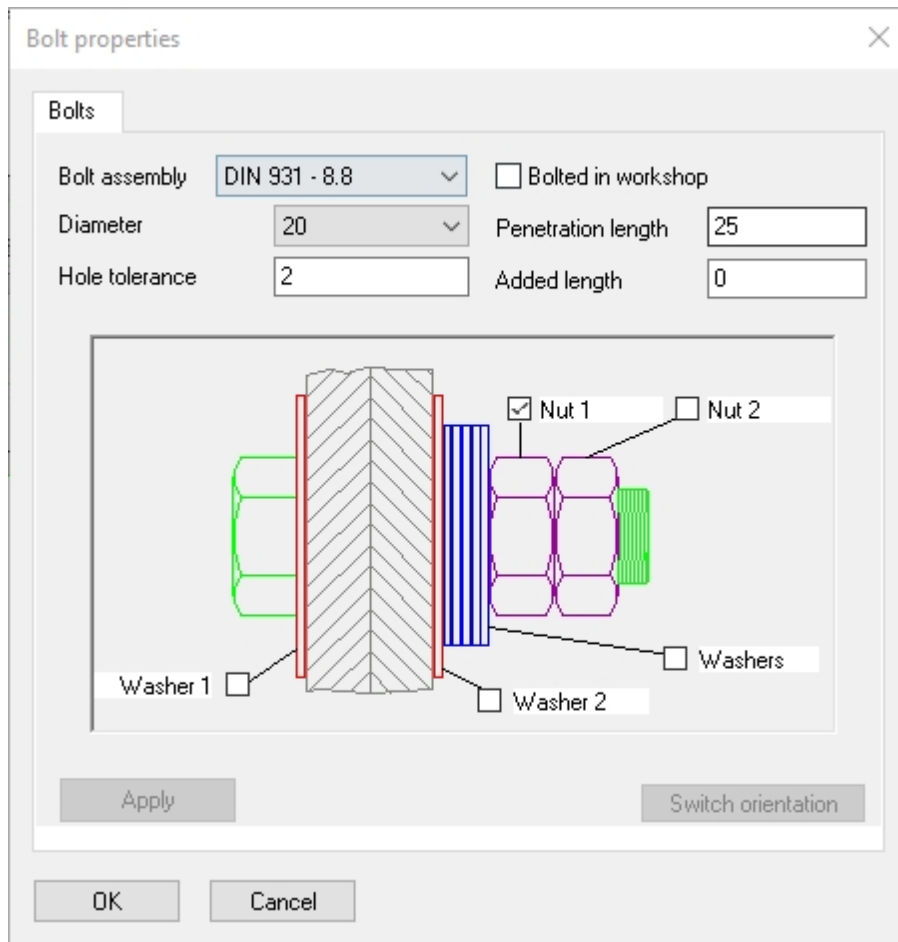 Bolt properties
Bolts
Bolt assembly DIN 931 - 8.8 Bolted in workshop
Diameter 20 Penetration length 25
Hole tolerance 2 Added length 0
Nut 1 Nut 2
Washers
Washer 1 Washer 2
Apply Switch orientation
OK Cancel